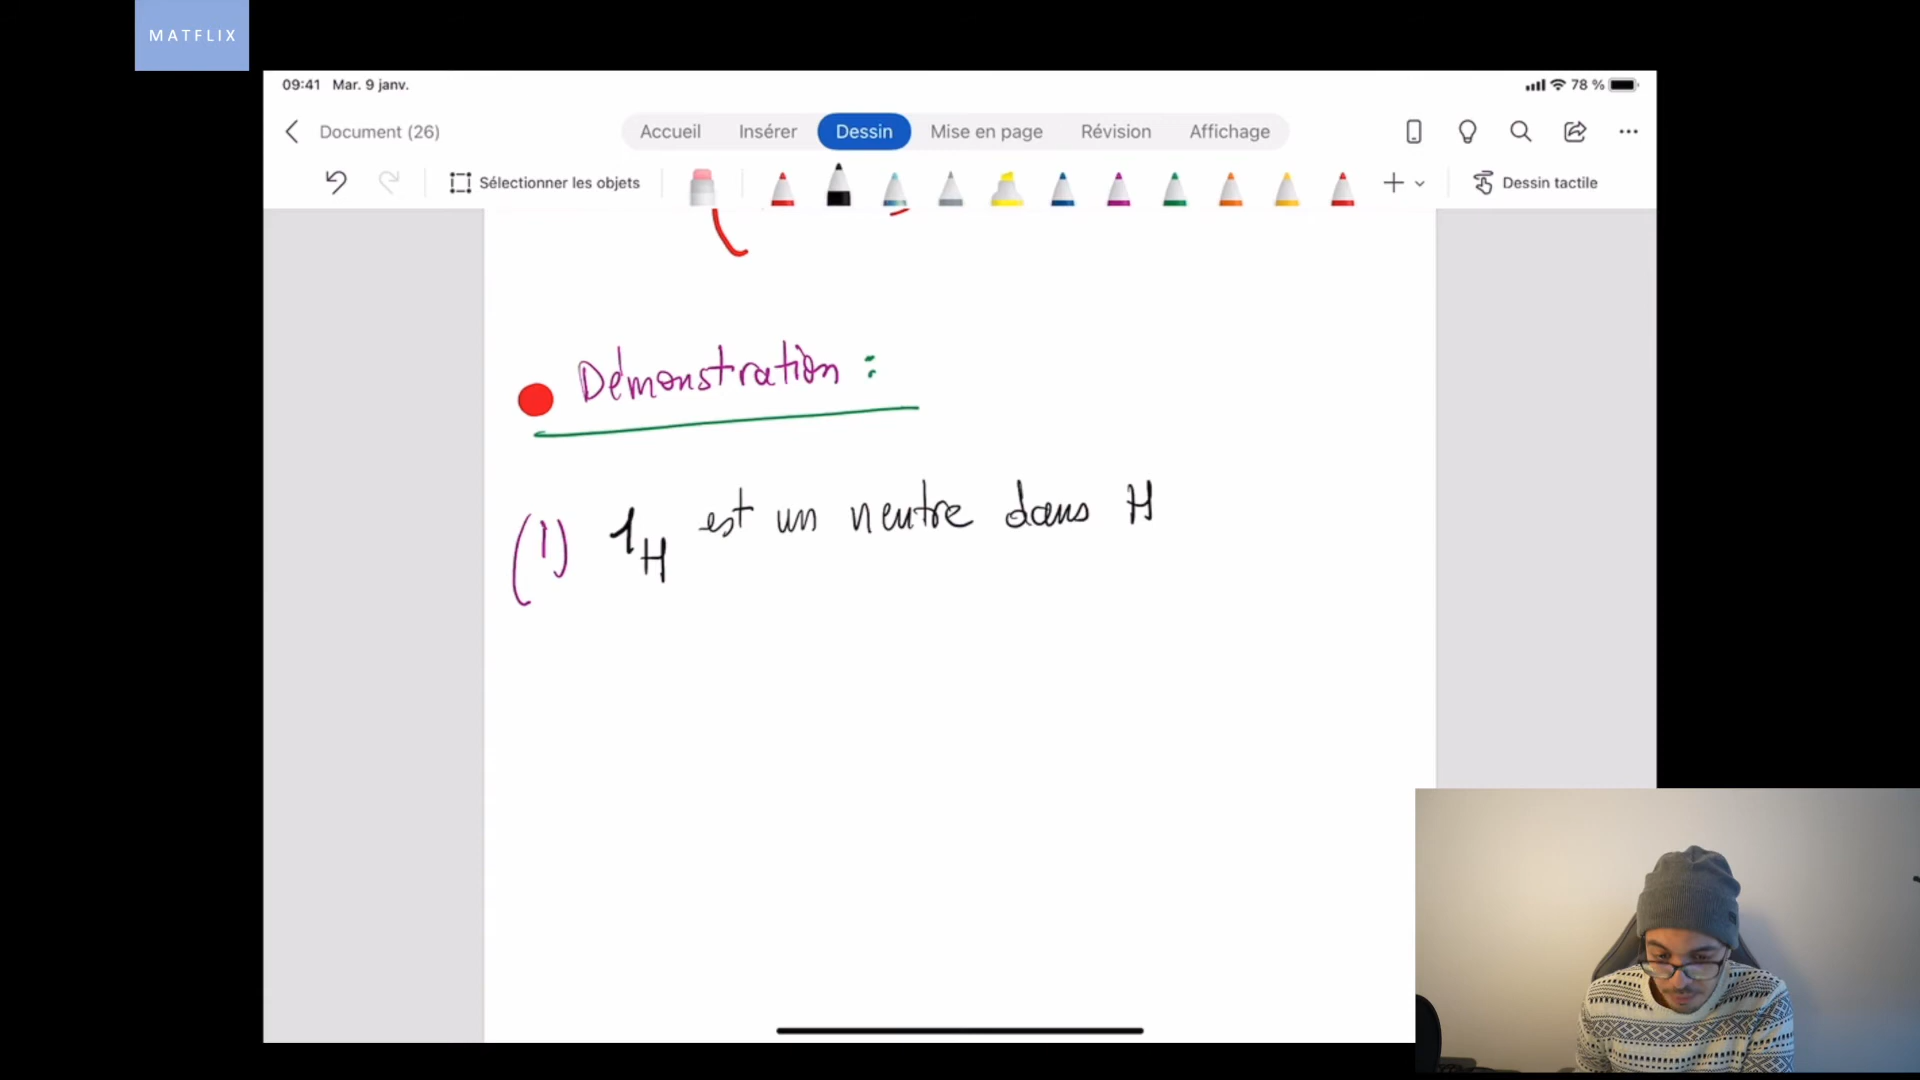 MATFLIX
09:41 Mar. 9 janv. 78 %
Document (26) Accueil Insérer Dessin Mise en page Révision Affichage
Sélectionner les objets Dessin tactile
Démonstration :
(1) 1_H est un neutre dans H